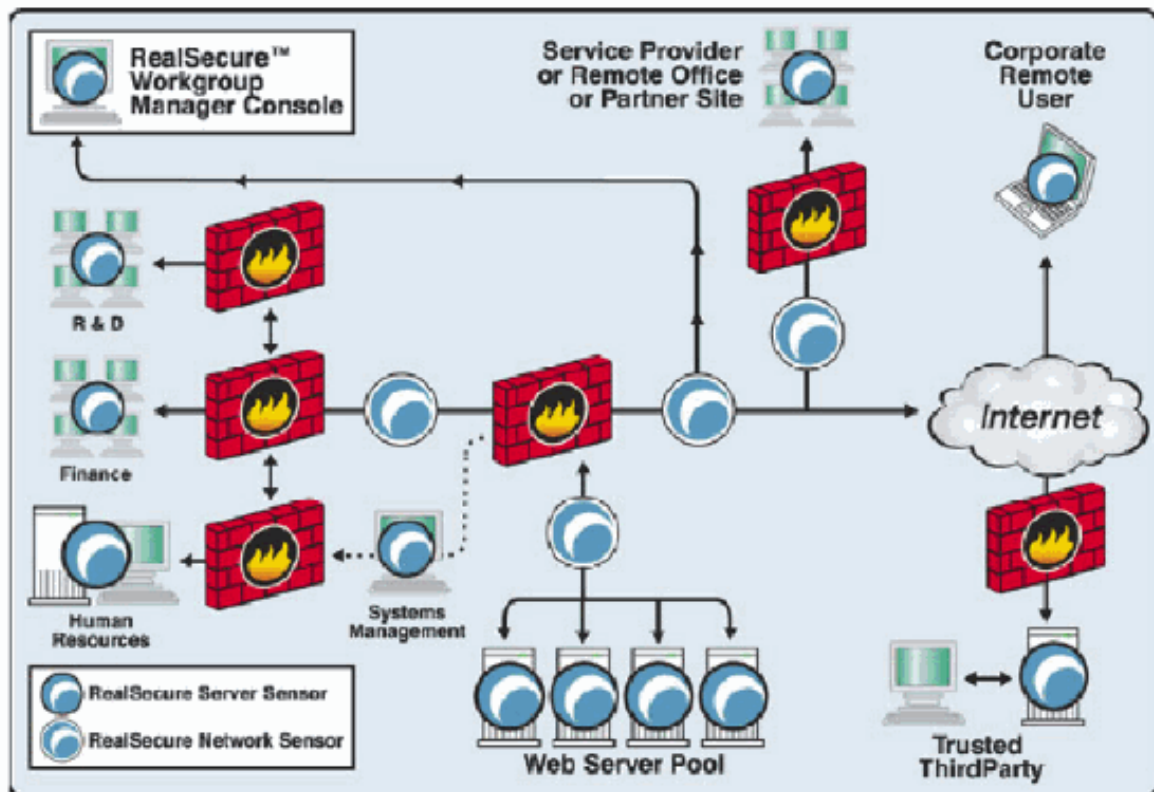 RealSecure™
Workgroup
Manager Console
Service Provider
or Remote Office
or Partner Site
Corporate
Remote
User
R & D
Finance
Human
Resources
Systems
Management
Internet
RealSecure Server Sensor
RealSecure Network Sensor
Web Server Pool
Trusted
ThirdParty